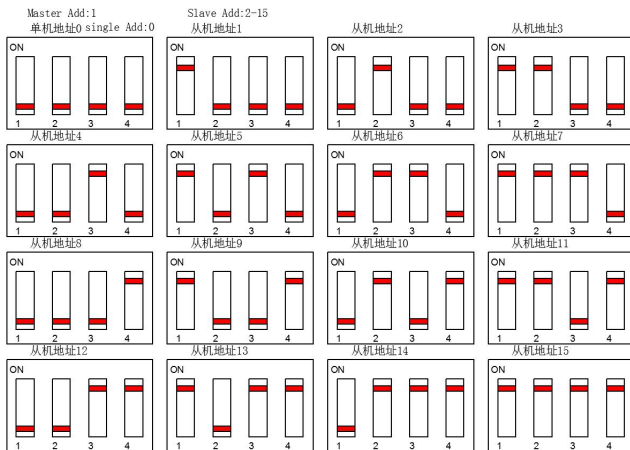 Master Add:1 Slave Add:2-15
单机地址0 single Add:0 从机地址1 从机地址2 从机地址3
ON ON ON ON
1 2 3 4 1 2 3 4 1 2 3 4 1 2 3 4
从机地址4 从机地址5 从机地址6 从机地址7
ON ON ON ON
1 2 3 4 1 2 3 4 1 2 3 4 1 2 3 4
从机地址8 从机地址9 从机地址10 从机地址11
ON ON ON ON
1 2 3 4 1 2 3 4 1 2 3 4 1 2 3 4
从机地址12 从机地址13 从机地址14 从机地址15
ON ON ON ON
1 2 3 4 1 2 3 4 1 2 3 4 1 2 3 4